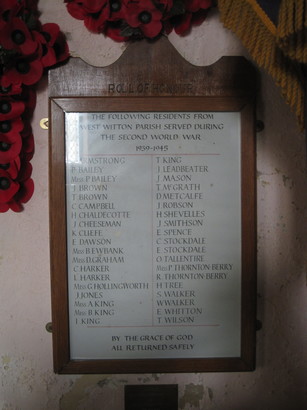 ROLL OF HONOUR
THE FOLLOWING RESIDENTS FROM
WEST WITTON PARISH SERVED DURING
THE SECOND WORLD WAR
1939-1945
ARMSTRONG T KING
P BAILEY J LEADBEATER
Miss P BAILEY J MASON
J BROWN T McGRATH
T BROWN D METCALFE
C CAMPBELL J ROBSON
H CHALDECOTTE H SHEVELLES
J CHEESEMAN J SMITHSON
K CLUFE E SPENCE
F DAWSON C STOCKDALE
Miss B EWBANK E STOCKDALE
Miss D GRAHAM O TALLENTIRE
C HARKER Miss P THORNTON-BERRY
E HARKER R THORNTON-BERRY
Miss G HOLLINGWORTH H TREE
J JONES S WALKER
Miss A KING W WALKER
Miss B KING E WHITTON
E KING T WILSON
BY THE GRACE OF GOD
ALL RETURNED SAFELY